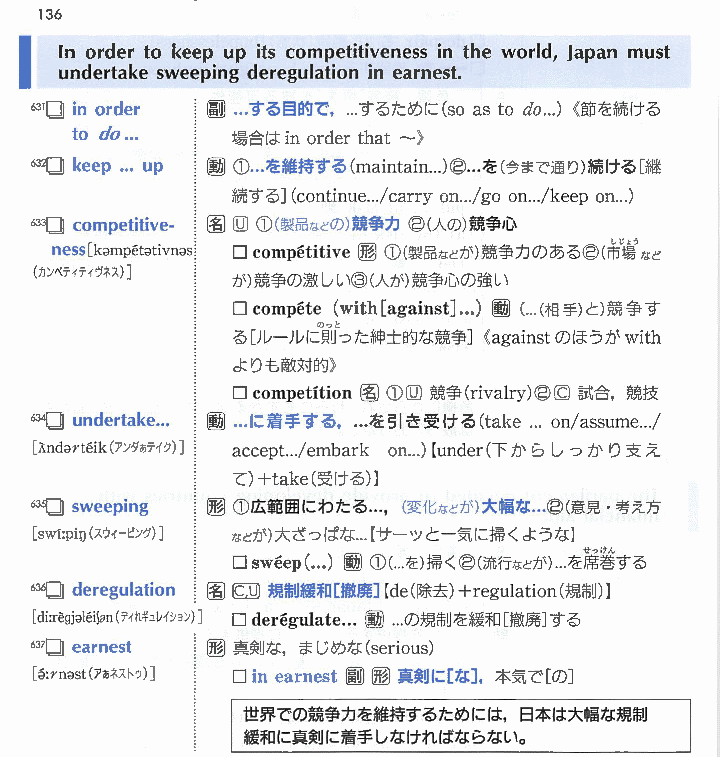 136
In order to keep up its competitiveness in the world, Japan must
undertake sweeping deregulation in earnest.
631 in order
to do ...
副 …する目的で, …するために(so as to do...)《節を続ける
場合は in order that ~》
632 keep ... up
動 ①…を維持する(maintain...)②…を(今まで通り)続ける[継
続する](continue.../carry on.../go on.../keep on...)
633 competitive-
ness[kəmpétətivnəs
(カンペティティヴネス)]
名 U ①(製品などの)競争力 ②(人の)競争心
□ compétitive 形 ①(製品などが)競争力のある②(市場など
が)競争の激しい③(人が)競争心の強い
□ compéte (with[against]...) 動 (…(相手)と)競争す
る[ルールに則った紳士的な競争]《against のほうが with
よりも敵対的》
□ competítion 名 ①U 競争(rivalry)②C 試合, 競技
634 undertake...
[ʌ̀ndərtéik(アンダぁテイク)]
動 …に着手する, …を引き受ける(take ... on/assume.../
accept.../embark on...)【under(下からしっかり支え
て)+take(受ける)】
635 sweeping
[swíːpiŋ(スウィーピング)]
形 ①広範囲にわたる…, (変化などが)大幅な…②(意見・考え方
などが)大ざっぱな…[サーッと一気に掃くような]
□ swéep(...) 動 ①(…を)掃く②(流行などが)…を席巻する
636 deregulation
[diːrègjəléiʃən(ディれギュレイション)]
名 C,U 規制緩和[撤廃]【de(除去)+regulation(規制)】
□ derégulate... 動 …の規制を緩和[撤廃]する
637 earnest
[ə́ːrnəst(アぁネストゥ)]
形 真剣な, まじめな(serious)
□ in earnest 副 形 真剣に[な], 本気で[の]
世界での競争力を維持するためには, 日本は大幅な規制
緩和に真剣に着手しなければならない。